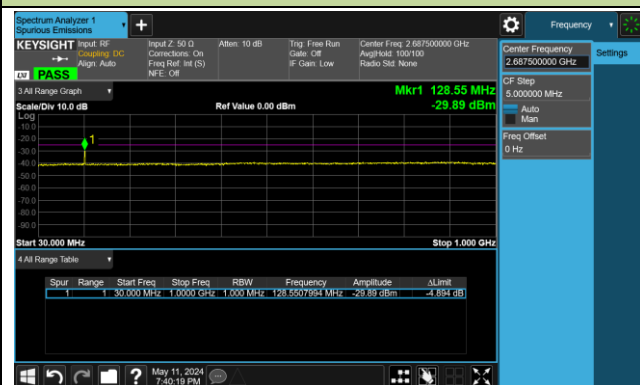 Spectrum Analyzer 1
Spurious Emissions
Frequency
KEYSIGHT
Input: RF
Coupling: DC
Align: Auto
Input Z: 50 Ω
Corrections: On
Freq Ref: Int (S)
NFE: Off
Atten: 10 dB
Trig: Free Run
Gate: Off
IF Gain: Low
Center Freq: 2.687500000 GHz
Avg|Hold: 100/100
Radio Std: None
PASS
Center Frequency
2.687500000 GHz
Settings
CF Step
5.000000 MHz
Auto
Man
Freq Offset
0 Hz
3 All Range Graph
Mkr1 128.55 MHz
Scale/Div 10.0 dB
Ref Value 0.00 dBm
-29.89 dBm
Log
-10.0
-20.0
1
-30.0
-40.0
-50.0
-60.0
-70.0
-80.0
-90.0
Start 30.000 MHz
Stop 1.000 GHz
4 All Range Table
Spur Range Start Freq Stop Freq RBW Frequency Amplitude ΔLimit
1 1 30.000 MHz 1.0000 GHz 1.000 MHz 128.5507994 MHz -29.89 dBm -4.894 dB
?
May 11, 2024
7:40:19 PM